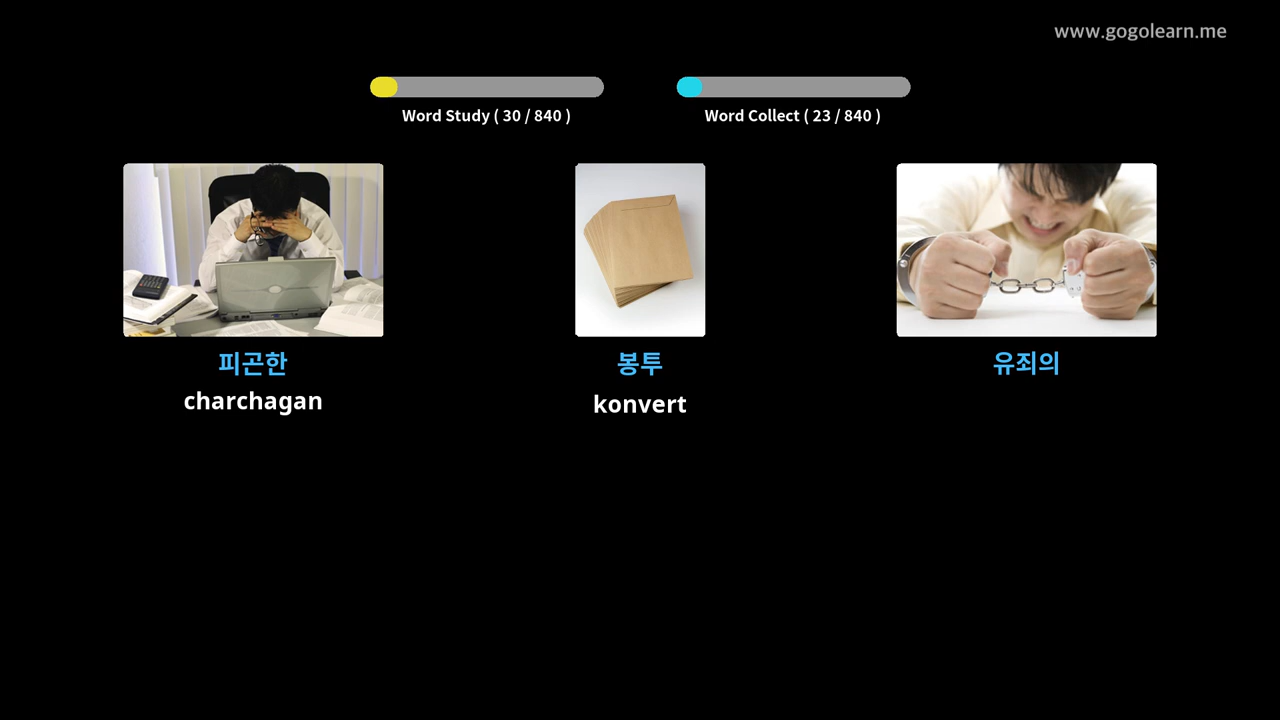 www.gogolearn.me
Word Study ( 30 / 840 )
Word Collect ( 23 / 840 )
피곤한
봉투
유죄의
charchagan
konvert